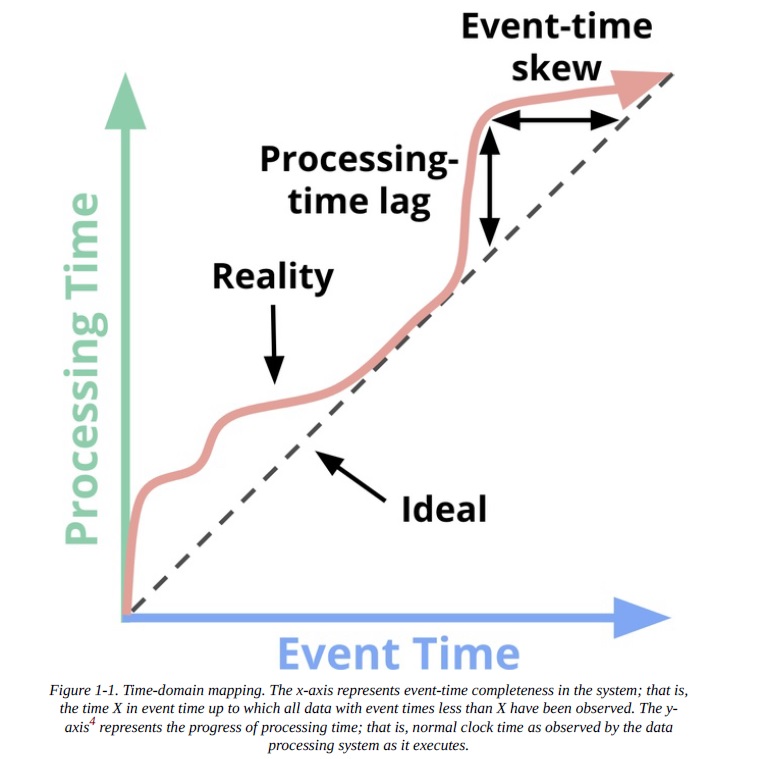 Event-time
skew
Processing-
time lag
Reality
Ideal
Processing Time
Event Time
Figure 1-1. Time-domain mapping. The x-axis represents event-time completeness in the system; that is,
the time X in event time up to which all data with event times less than X have been observed. The y-
axis4 represents the progress of processing time; that is, normal clock time as observed by the data
processing system as it executes.